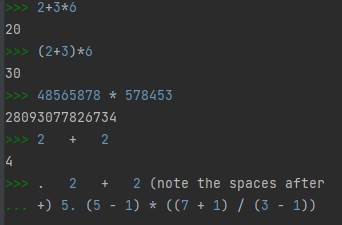 >>> 2+3*6
20
>>> (2+3)*6
30
>>> 48565878 * 578453
28093077826734
>>> 2   +   2
4
>>> .   2   +   2 (note the spaces after
... +) 5. (5 - 1) * ((7 + 1) / (3 - 1))